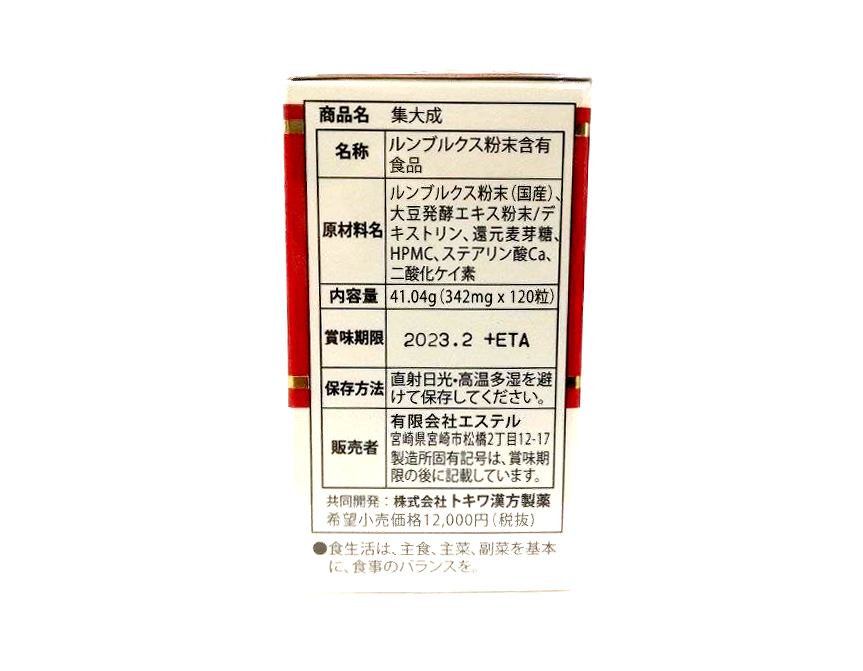 商品名 集大成
名称 ルンブルクス粉末含有
食品
原材料名 ルンブルクス粉末(国産)、
大豆発酵エキス粉末/デ
キストリン、還元麦芽糖、
HPMC、ステアリン酸Ca、
二酸化ケイ素
内容量 41.04g(342mg x 120粒)
賞味期限 2023.2 +ETA
保存方法 直射日光・高温多湿を避
けて保存してください。
販売者 有限会社エステル
宮崎県宮崎市松橋2丁目12-17
製造所固有記号は、賞味期
限の後に記載しています。
共同開発:株式会社トキワ漢方製薬
希望小売価格12,000円(税抜)
●食生活は、主食、主菜、副菜を基本
に、食事のバランスを。